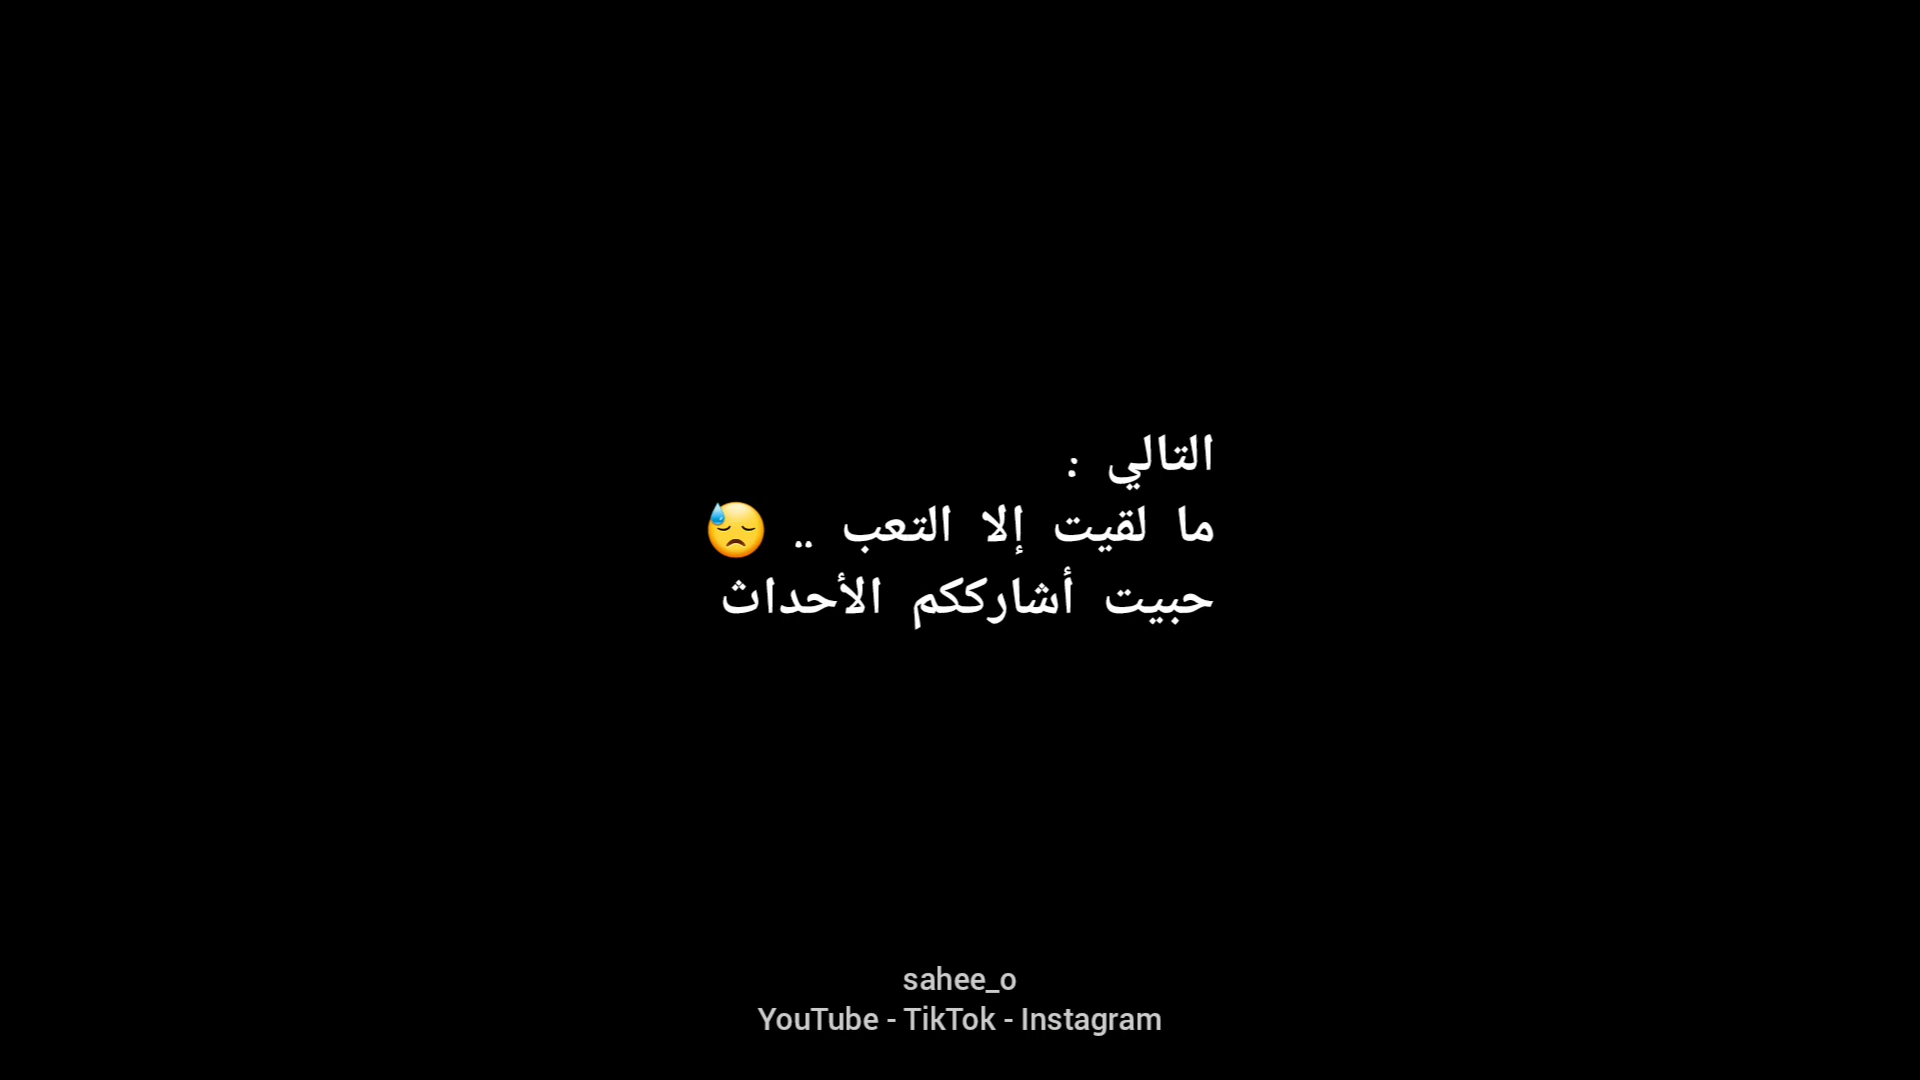 التالي :
ما لقيت إلا التعب .. 😓
حبيت أشارككم الأحداث
sahee_o
YouTube - TikTok - Instagram